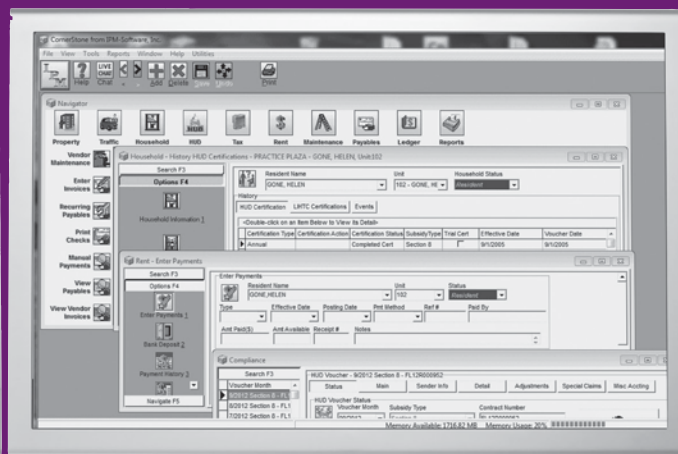 CornerStone from IPM-Software, Inc.
File View Tools Reports Window Help Utilities
IPM Help LIVE CHAT Chat Add Delete Save Undo Print
Navigator
Property Traffic Household HUD Tax Rent Maintenance Payables Ledger Reports
Vendor Maintenance
Enter Invoices
Recurring Payables
Print Checks
Manual Payments
View Payables
View Vendor Invoices
Household - History HUD Certifications - PRACTICE PLAZA - GONE, HELEN, Unit:102
Search F3
Options F4
Household Information 1
Resident Name Unit Household Status
GONE, HELEN 102 - GONE, HE Resident
History
HUD Certification LIHTC Certifications Events
<Double-click on an Item Below to View its Detail>
Certification Type Certification Action Certification Status SubsidyType Trial Cert Effective Date Voucher Date
Annual Completed Cert Section 8 9/1/2005 9/1/2005
Rent - Enter Payments
Search F3
Options F4
Enter Payments 1
Bank Deposit 2
Payment History 3
Navigate F5
Enter Payments
Resident Name Unit Status
GONE,HELEN 102 Resident
Type Effective Date Posting Date Pmt Method Ref # Paid By
Amt Paid($) Amt Available Receipt # Notes
Compliance
Search F3
Voucher Month
9/2012 Section 8 - FL1
8/2012 Section 8 - FL1
7/2012 Section 8 - FL1
HUD Voucher - 9/2012 Section 8 - FL12R000952
Status Main Sender Info Detail Adjustments Special Claims Misc Accting
HUD Voucher Status
Voucher Month Subsidy Type Contract Number
Memory Available: 1716.82 MB Memory Usage: 20%